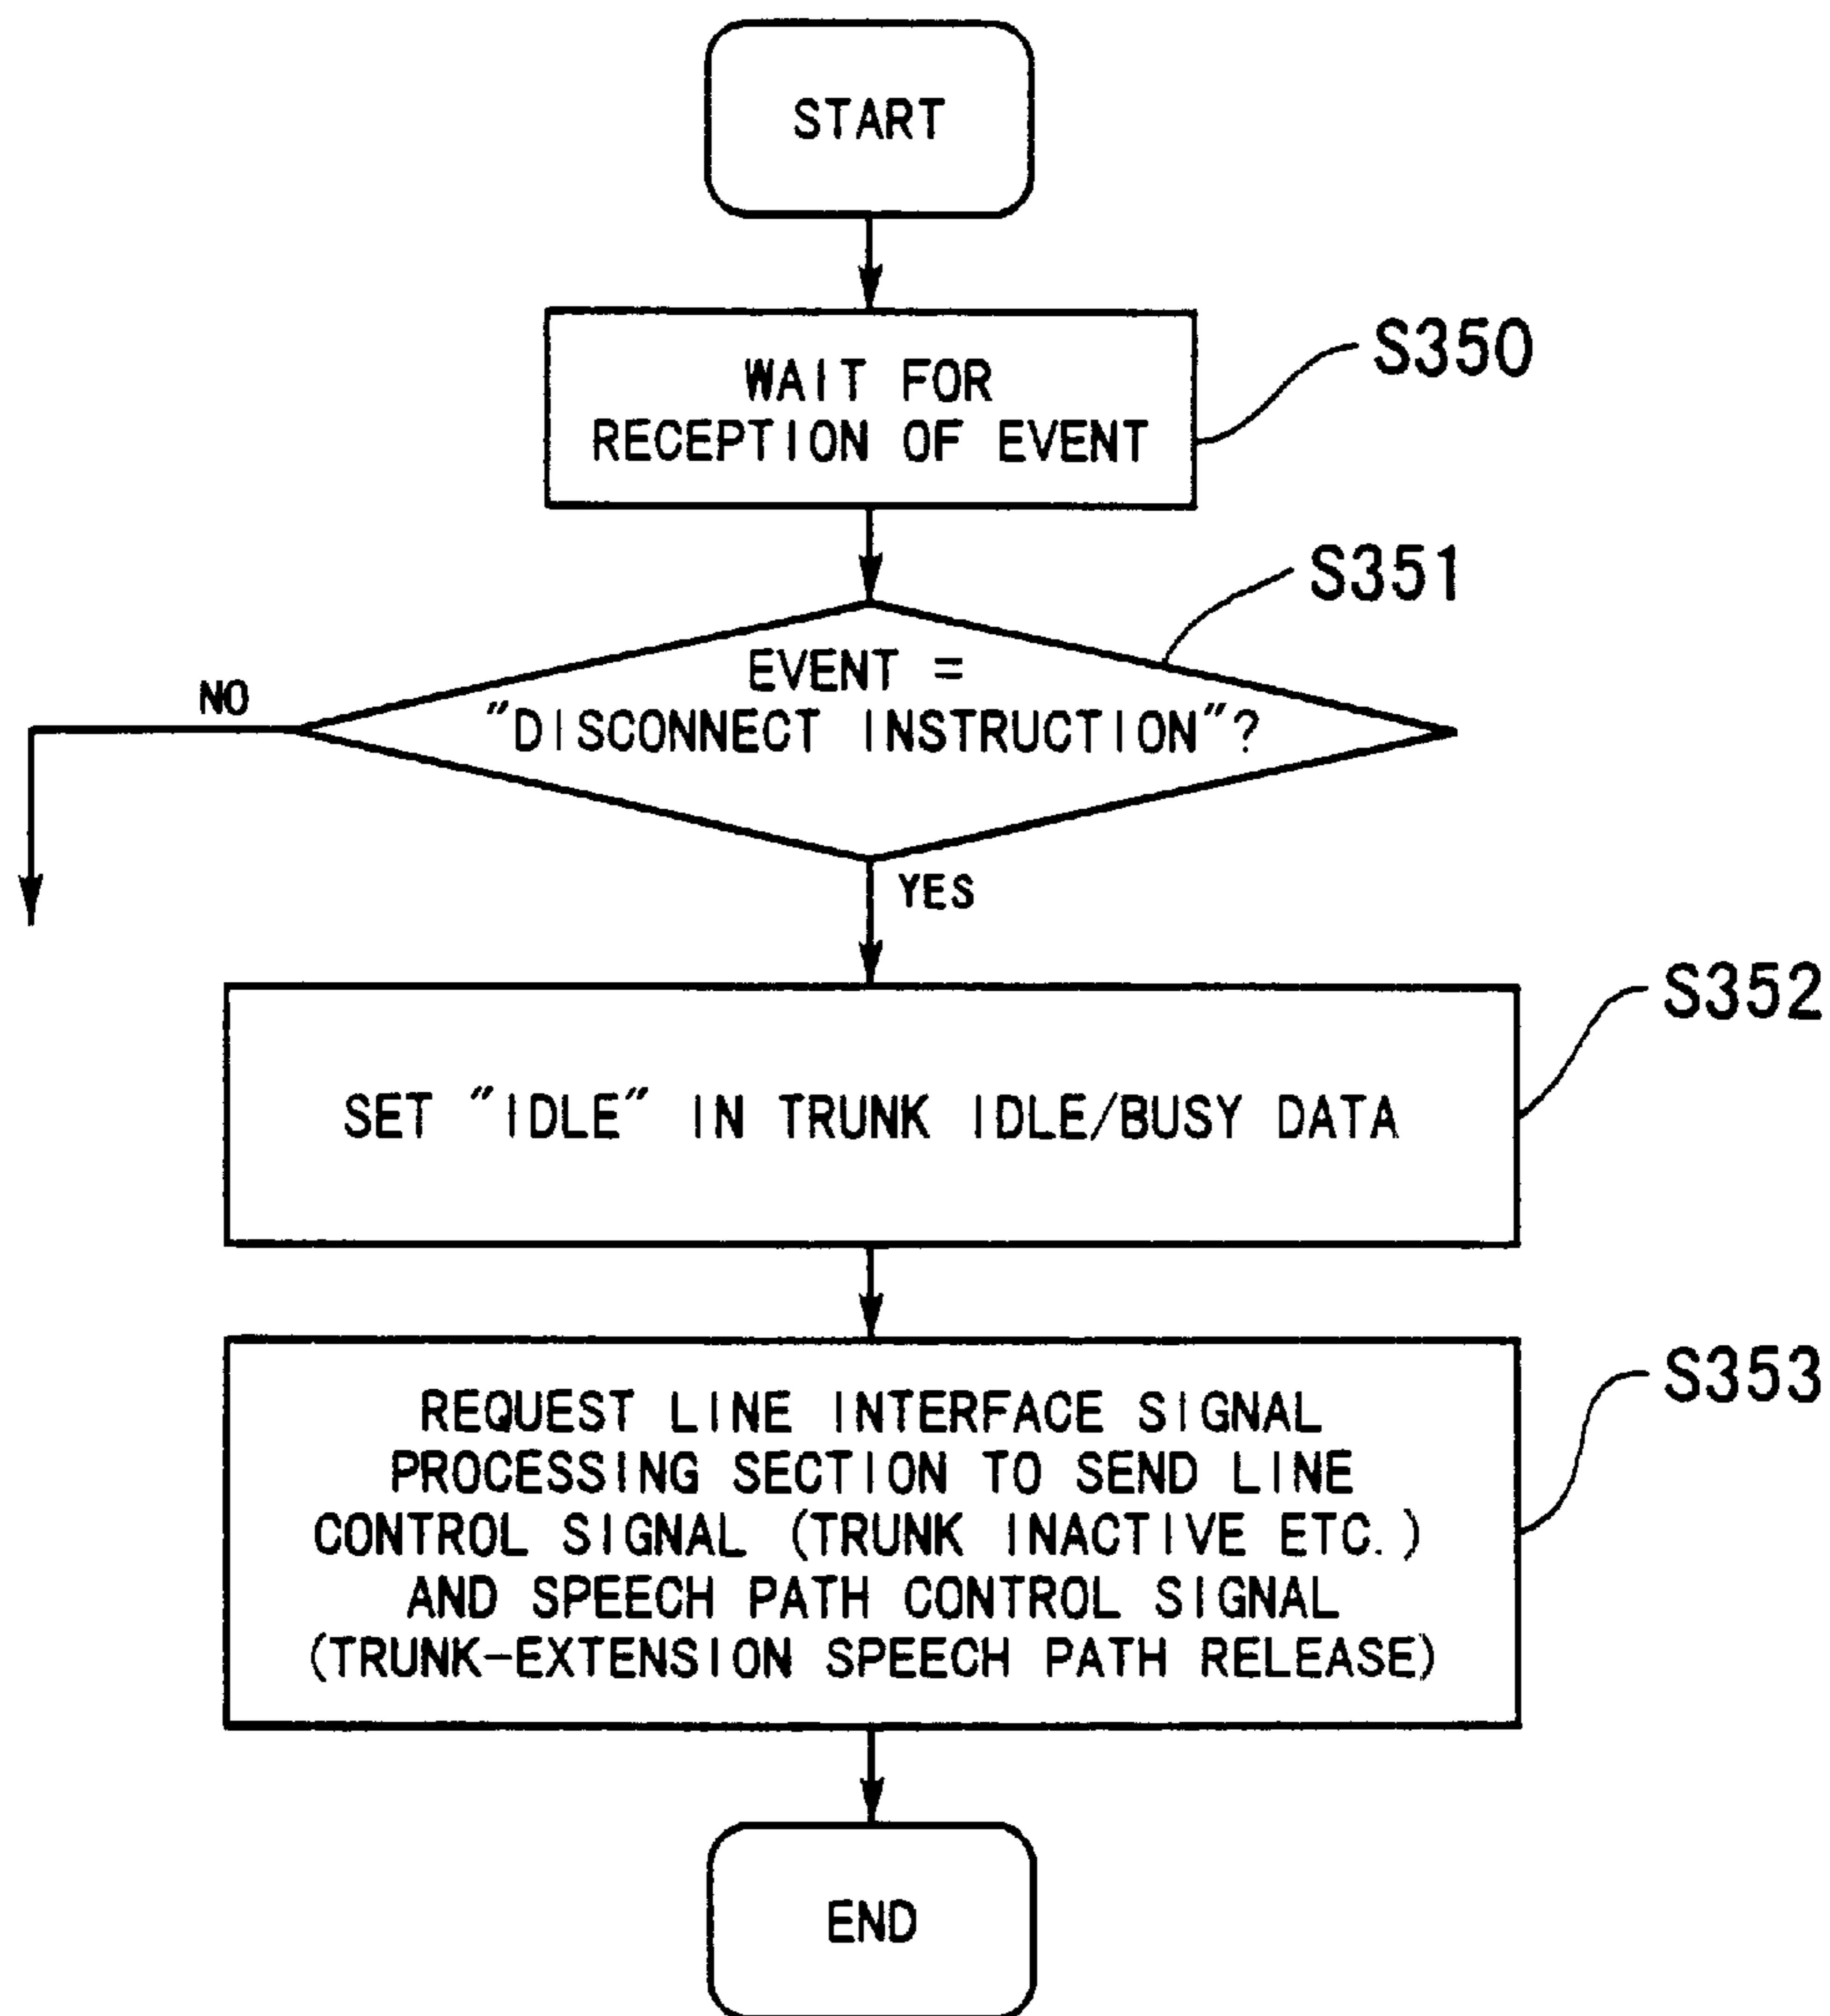 START
WAIT FOR
RECEPTION OF EVENT
S350
S351
EVENT =
"DISCONNECT INSTRUCTION"?
NO
YES
S352
SET "IDLE" IN TRUNK IDLE/BUSY DATA
S353
REQUEST LINE INTERFACE SIGNAL
PROCESSING SECTION TO SEND LINE
CONTROL SIGNAL (TRUNK INACTIVE ETC.)
AND SPEECH PATH CONTROL SIGNAL
(TRUNK-EXTENSION SPEECH PATH RELEASE)
END